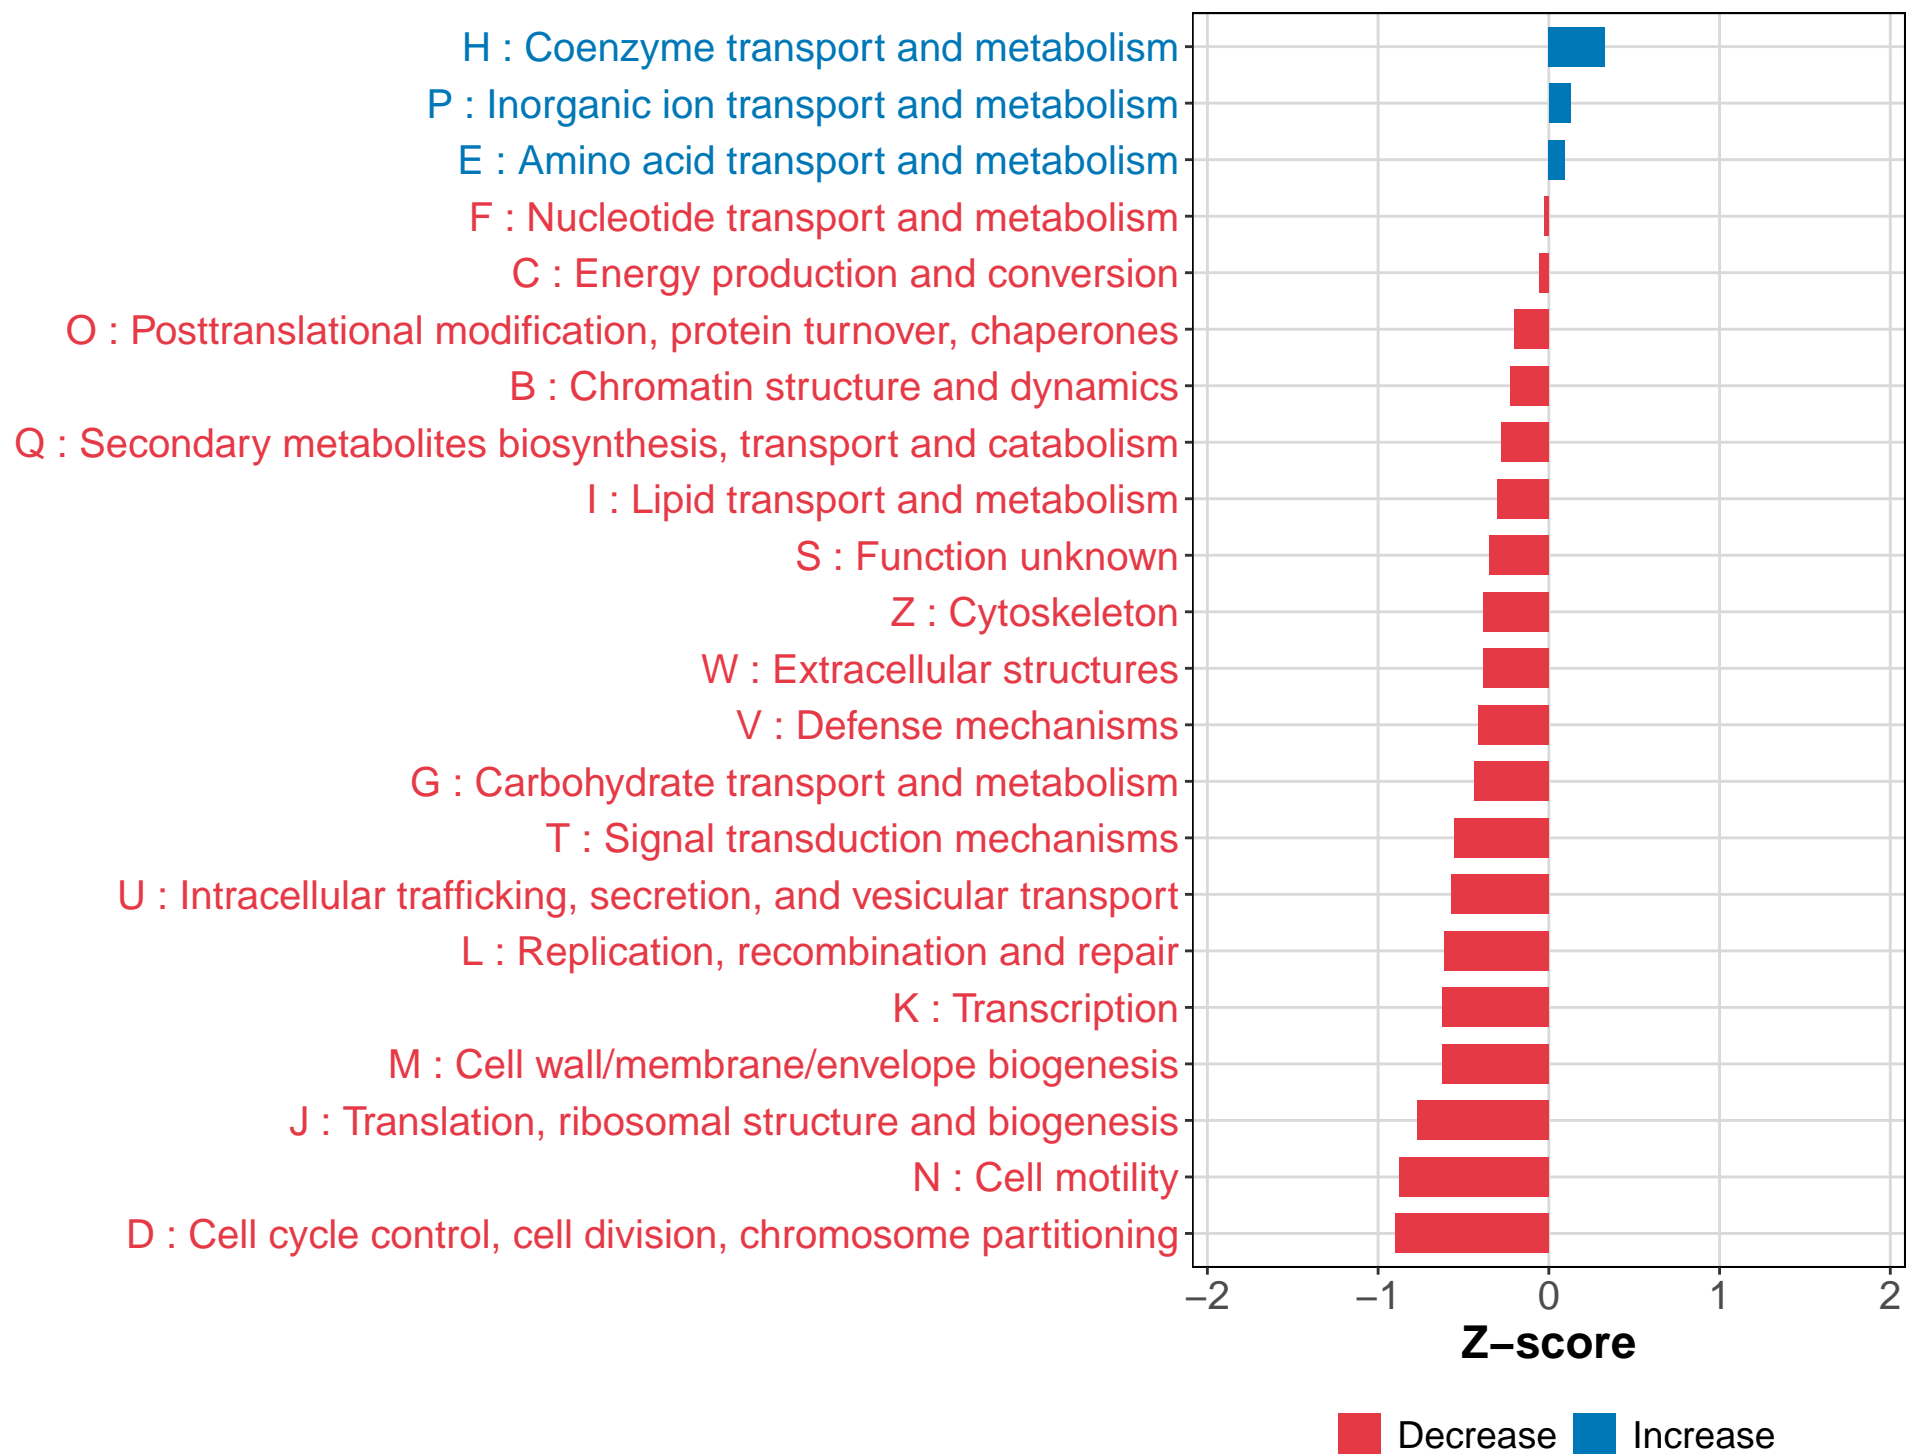 H : Coenzyme transport and metabolism
P : Inorganic ion transport and metabolism
E : Amino acid transport and metabolism
F : Nucleotide transport and metabolism
C : Energy production and conversion
O : Posttranslational modification, protein turnover, chaperones
B : Chromatin structure and dynamics
Q : Secondary metabolites biosynthesis, transport and catabolism
I : Lipid transport and metabolism
S : Function unknown
Z : Cytoskeleton
W : Extracellular structures
V : Defense mechanisms
G : Carbohydrate transport and metabolism
T : Signal transduction mechanisms
U : Intracellular trafficking, secretion, and vesicular transport
L : Replication, recombination and repair
K : Transcription
M : Cell wall/membrane/envelope biogenesis
J : Translation, ribosomal structure and biogenesis
N : Cell motility
D : Cell cycle control, cell division, chromosome partitioning
−2 −1 0 1 2
Z−score
Decrease Increase